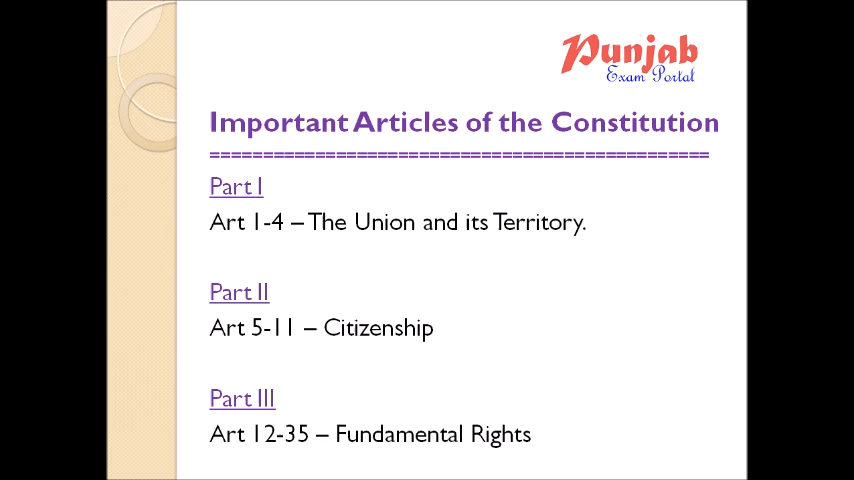 Punjab
Exam Portal
Important Articles of the Constitution
===============================================
Part I
Art 1-4 – The Union and its Territory.
Part II
Art 5-11 – Citizenship
Part III
Art 12-35 – Fundamental Rights